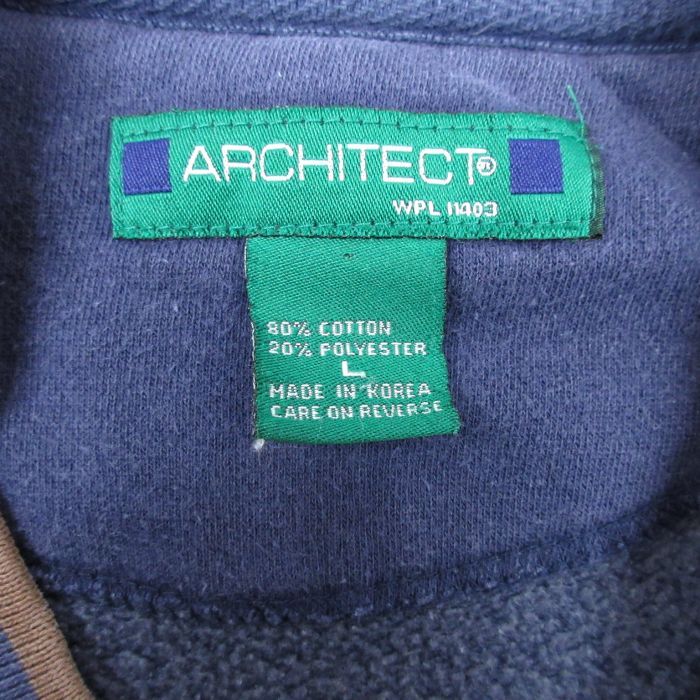 ARCHITECT®
WPL 11403
80% COTTON
20% POLYESTER
L
MADE IN KOREA
CARE ON REVERSE